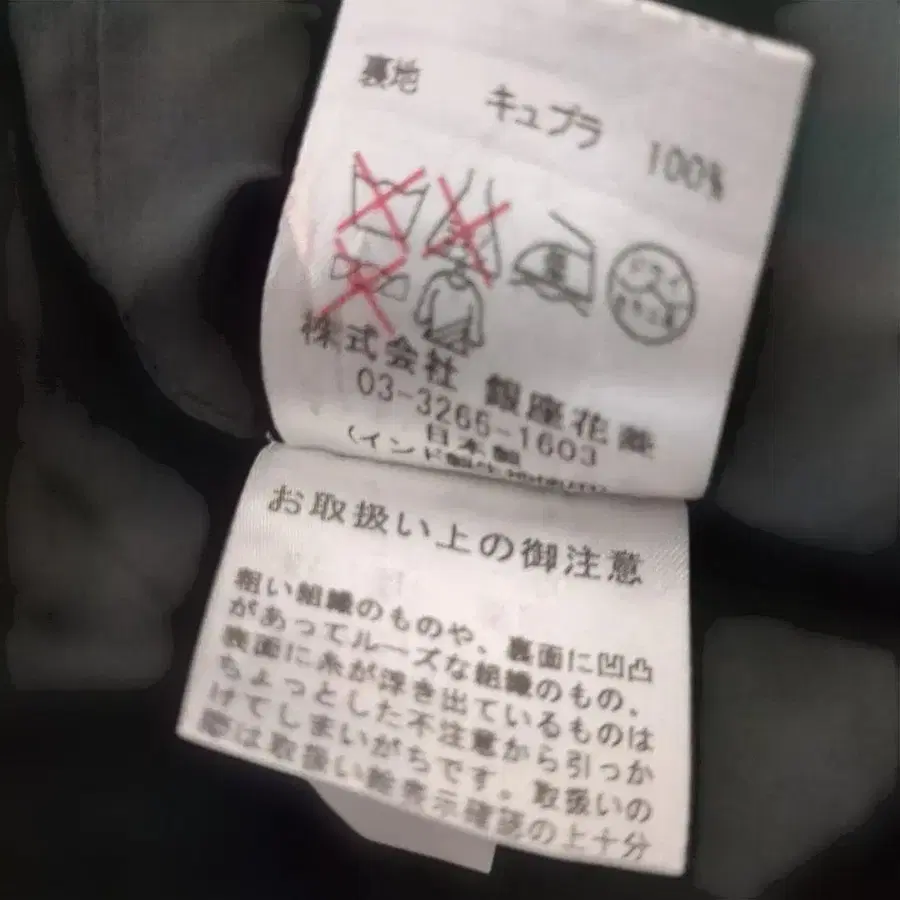 裏地 キュプラ 100%
中
ドライ
株式会社 銀座花菱
03-3266-1603
日本製
お取扱い上の御注意
粗い組織のものや、裏面に凹凸
があってルーズな組織のもの、
表面に糸が浮き出ているものは
ちょっとした不注意から引っか
けてしまいがちです。取扱いの
際は取扱い絵表示確認の上十分